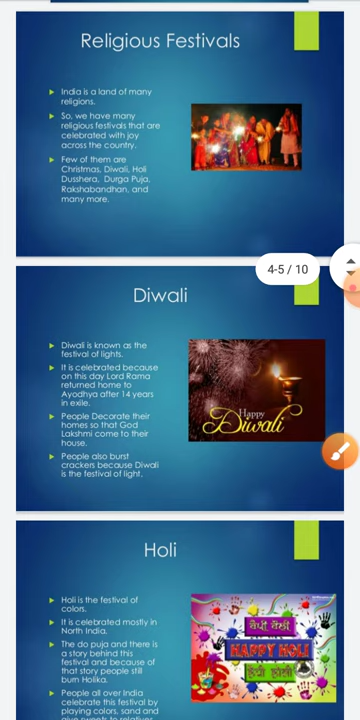 Religious Festivals
India is a land of many
religions.
So, we have many
religious festivals that are
celebrated with joy
across the country.
Few of them are
Christmas, Diwali, Holi
Dusshera, Durga Puja,
Rakshabandhan, and
many more.
4-5 / 10
Diwali
Diwali is known as the
festival of lights.
It is celebrated because
on this day Lord Rama
returned home to
Ayodhya after 14 years
in exile.
People Decorate their
homes so that God
Lakshmi come to their
house.
People also burst
crackers because Diwali
is the festival of light.
Happy
Diwali
Holi
Holi is the festival of
colors.
It is celebrated mostly in
North India.
The do puja and there is
a story behind this
festival and because of
that story people still
burn Holika.
People all over India
celebrate this festival by
playing colors, sand and
give sweets to relatives
हैप्पी होली
HAPPY HOLI